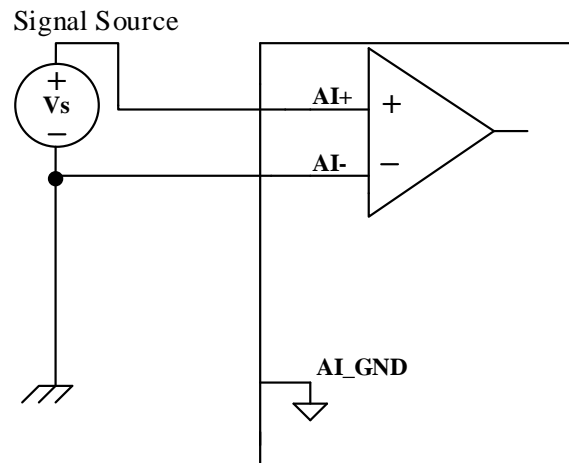 Signal Source
+
Vs
−
AI+
+
AI-
−
AI_GND